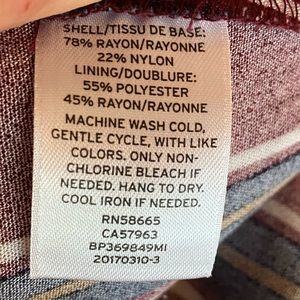 SHELL/TISSU DE BASE:
78% RAYON/RAYONNE
22% NYLON
LINING/DOUBLURE:
55% POLYESTER
45% RAYON/RAYONNE
MACHINE WASH COLD,
GENTLE CYCLE, WITH LIKE
COLORS. ONLY NON-
CHLORINE BLEACH IF
NEEDED. HANG TO DRY.
COOL IRON IF NEEDED.
RN58665
CA57963
BP369849MI
20170310-3